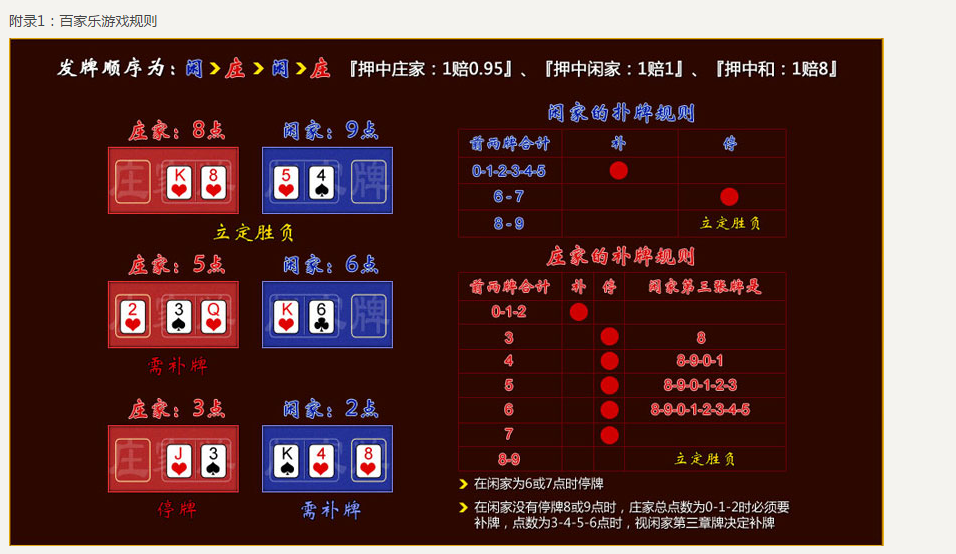 附录1：百家乐游戏规则
发牌顺序为：闲 > 庄 > 闲 > 庄 『押中庄家：1赔0.95』、『押中闲家：1赔1』、『押中和：1赔8』
庄家：8点 闲家：9点
K 8 5 4
立定胜负
庄家：5点 闲家：6点
2 3 Q K 6
需补牌
庄家：3点 闲家：2点
J 3 K 4 8
停牌 需补牌
闲家的补牌规则
前两牌合计 补 停
0-1-2-3-4-5
6-7
8-9 立定胜负
庄家的补牌规则
前两牌合计 补 停 闲家第三张牌是
0-1-2
3 8
4 8-9-0-1
5 8-9-0-1-2-3
6 8-9-0-1-2-3-4-5
7
8-9 立定胜负
在闲家为6或7点时停牌
在闲家没有停牌8或9点时，庄家总点数为0-1-2时必须要
补牌，点数为3-4-5-6点时，视闲家第三章牌决定补牌